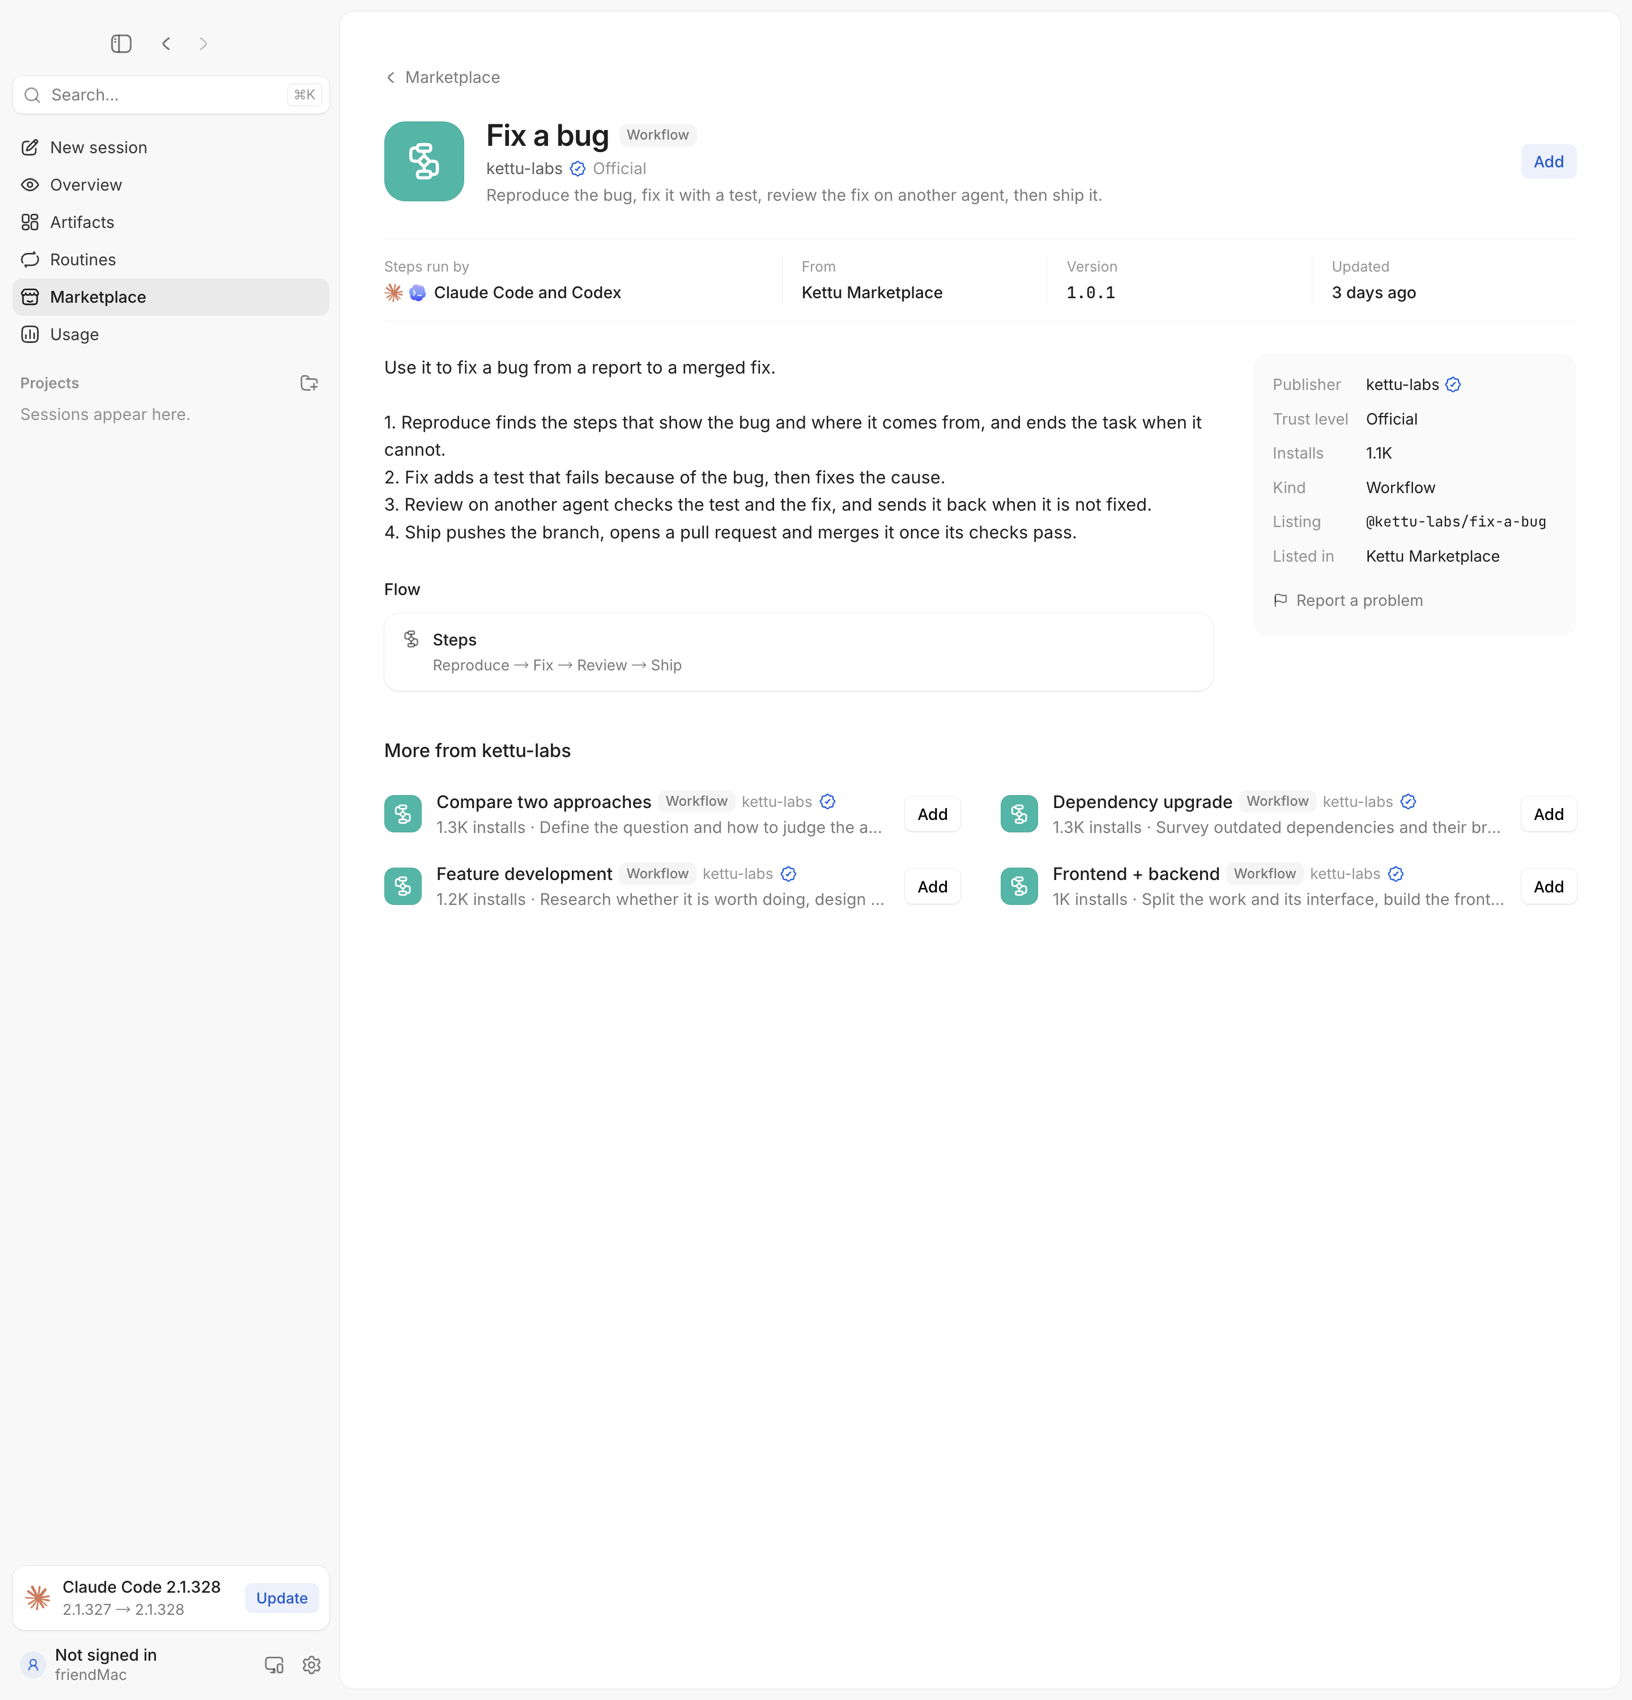 Search...
⌘K
New session
Overview
Artifacts
Routines
Marketplace
Usage
Projects
Sessions appear here.
Claude Code 2.1.328
2.1.327 → 2.1.328
Update
Not signed in
friendMac
Marketplace
Fix a bug Workflow
kettu-labs Official
Reproduce the bug, fix it with a test, review the fix on another agent, then ship it.
Add
Steps run by
Claude Code and Codex
From
Kettu Marketplace
Version
1.0.1
Updated
3 days ago
Use it to fix a bug from a report to a merged fix.
1. Reproduce finds the steps that show the bug and where it comes from, and ends the task when it
cannot.
2. Fix adds a test that fails because of the bug, then fixes the cause.
3. Review on another agent checks the test and the fix, and sends it back when it is not fixed.
4. Ship pushes the branch, opens a pull request and merges it once its checks pass.
Flow
Steps
Reproduce → Fix → Review → Ship
Publisher kettu-labs
Trust level Official
Installs 1.1K
Kind Workflow
Listing @kettu-labs/fix-a-bug
Listed in Kettu Marketplace
Report a problem
More from kettu-labs
Compare two approaches Workflow kettu-labs
1.3K installs · Define the question and how to judge the a...
Add
Dependency upgrade Workflow kettu-labs
1.3K installs · Survey outdated dependencies and their br...
Add
Feature development Workflow kettu-labs
1.2K installs · Research whether it is worth doing, design ...
Add
Frontend + backend Workflow kettu-labs
1K installs · Split the work and its interface, build the front...
Add